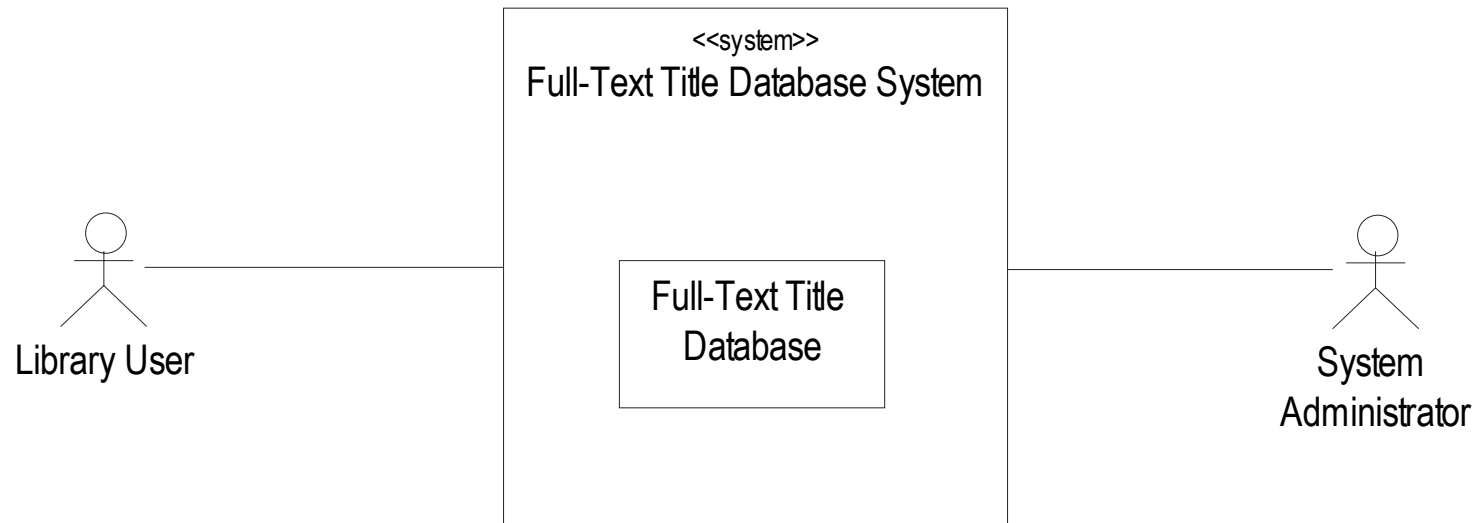 <<system>>
Full-Text Title Database System
Full-Text Title
Database
Library User
System
Administrator